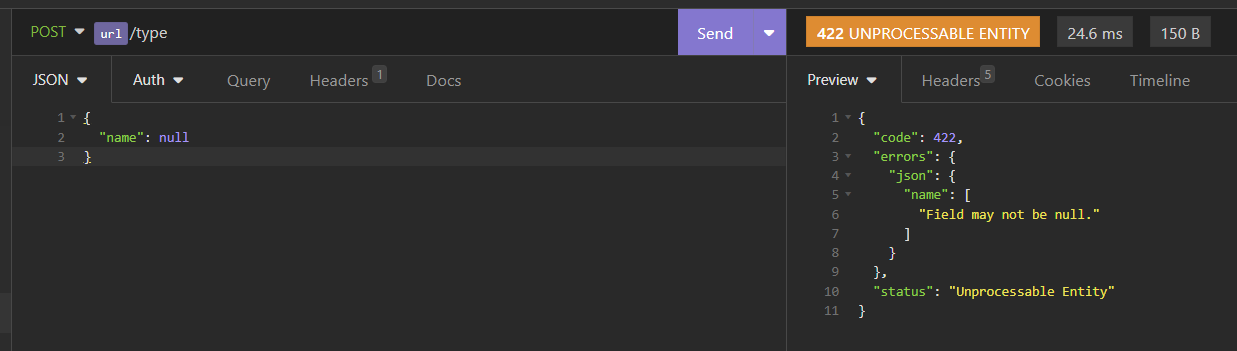 POST url /type Send 422 UNPROCESSABLE ENTITY 24.6 ms 150 B
JSON Auth Query Headers 1 Docs Preview Headers 5 Cookies Timeline
1 {
2 "name": null
3 }
1 {
2 "code": 422,
3 "errors": {
4 "json": {
5 "name": [
6 "Field may not be null."
7 ]
8 }
9 },
10 "status": "Unprocessable Entity"
11 }